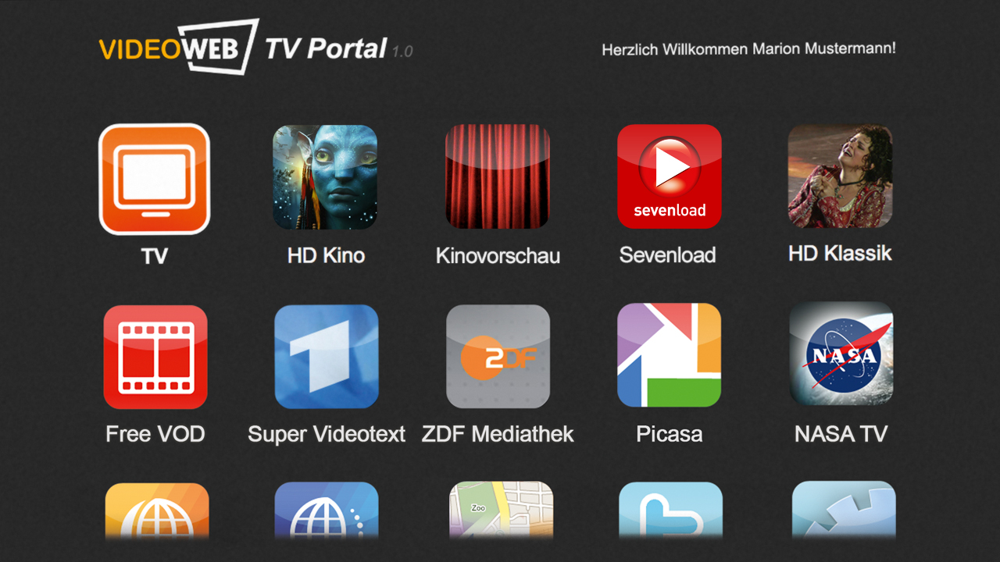 VIDEOWEB TV Portal 1.0
Herzlich Willkommen Marion Mustermann!
sevenload
TV HD Kino Kinovorschau Sevenload HD Klassik
2DF NASA
Free VOD Super Videotext ZDF Mediathek Picasa NASA TV
Zoo